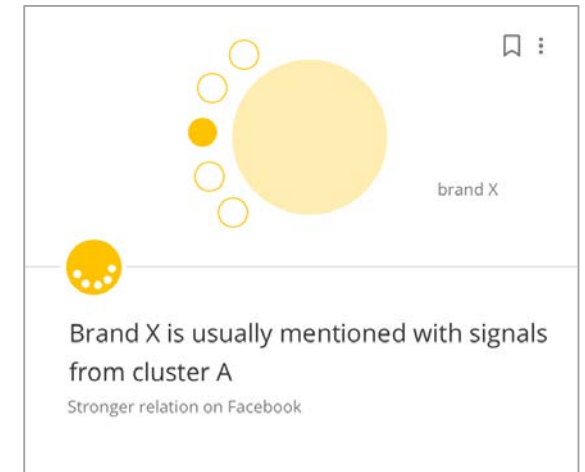 brand X
Brand X is usually mentioned with signals
from cluster A
Stronger relation on Facebook